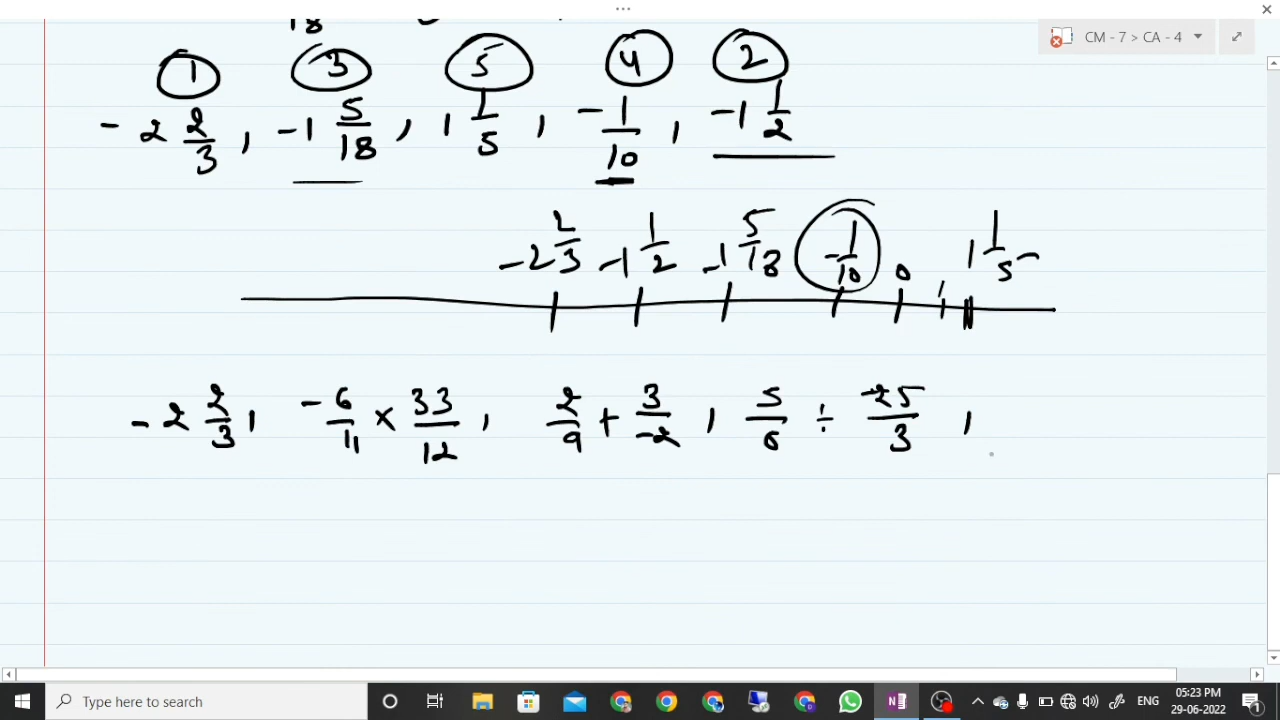 ...
CM - 7 > CA - 4
18
1 3 5 4 2
- 2 2/3 , -1 5/18 , 1 1/5 , -1/10 , -1 1/2
-2 2/3 -1 1/2 -1 5/18 -1/10 0 1 1/5
- 2 2/3 , -6/11 × 33/12 , 2/9 + 3/-2 , 5/6 ÷ -25/3 ,
Type here to search
ENG
05:23 PM
29-06-2022
1